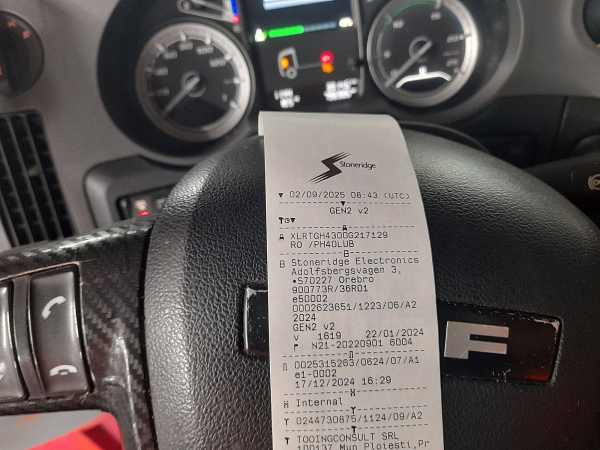 Stoneridge
▼ 02/09/2025 06:43 (UTC)
GEN2 v2
XLRTGH4300G217129
RO /PH40LUB
B Stoneridge Electronics
Adolfsbergsvagen 3,
•S70227 Orebro
900773R/36R01
e50002
0002623651/1223/06/A2
2024
GEN2 v2
v 1619 22/01/2024
N21-20220901 6004
0025315263/0624/07/A1
e1-0002
17/12/2024 16:29
Internal
0244730875/1124/09/A2
T TOOINGCONSULT SRL
100137 Mun Ploiesti,Pr
F